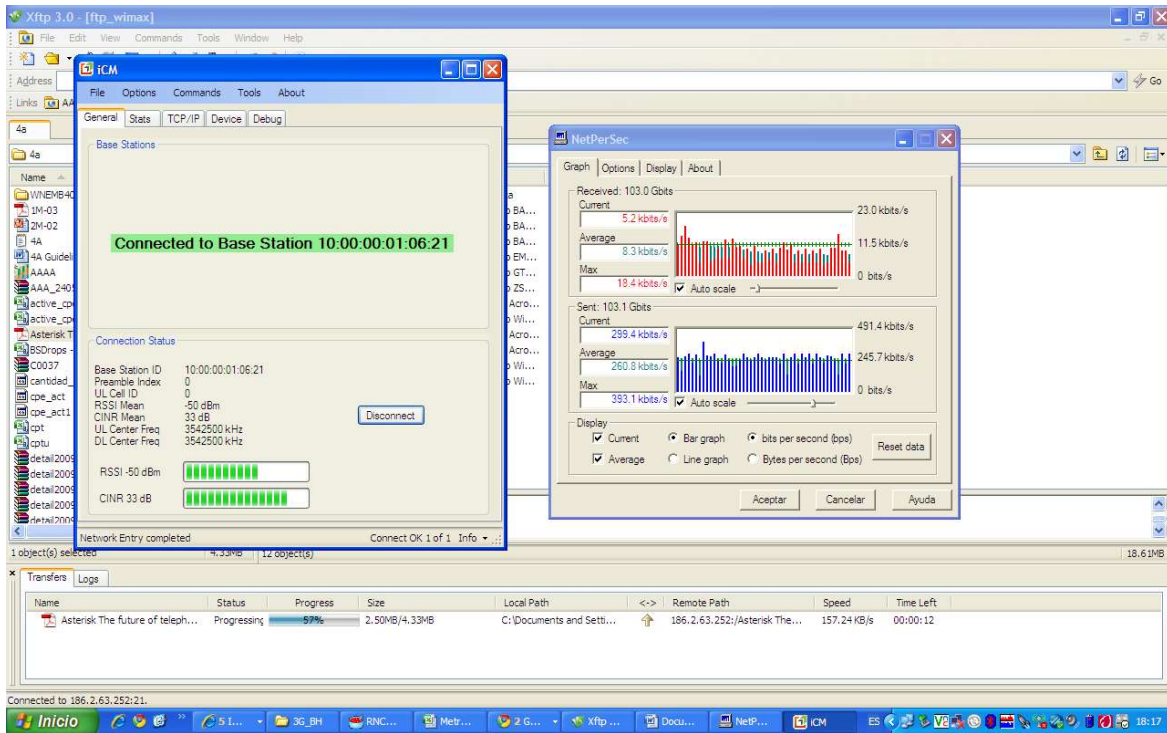 Xftp 3.0 - [ftp_wimax]
File Edit View Commands Tools Window Help
Address
Go
Links
4a
4a
Name
WNEMB40
1M-03
2M-02
4A
4A Guideli
AAAA
AAA_240
active_cp
active_cp
Asterisk T
BSDrops -
C0037
cantidad_
cpe_act
cpe_act1
cpt
cptu
detail2009
detail2009
detail2009
detail2009
detail2009
iCM
File Options Commands Tools About
General Stats TCP/IP Device Debug
Base Stations
Connected to Base Station 10:00:00:01:06:21
Connection Status
Base Station ID 10:00:00:01:06:21
Preamble Index 0
UL Cell ID 0
RSSI Mean -50 dBm
CINR Mean 33 dB
UL Center Freq 3542500 kHz
DL Center Freq 3542500 kHz
Disconnect
RSSI -50 dBm
CINR 33 dB
Network Entry completed Connect OK 1 of 1 Info
NetPerSec
Graph Options Display About
Received: 103.0 Gbits
Current
5.2 kbits/s
Average
8.3 kbits/s
Max
18.4 kbits/s
Auto scale
23.0 kbits/s
11.5 kbits/s
0 bits/s
Sent: 103.1 Gbits
Current
299.4 kbits/s
Average
260.8 kbits/s
Max
393.1 kbits/s
Auto scale
491.4 kbits/s
245.7 kbits/s
0 bits/s
Display
Current Bar graph bits per second (bps)
Average Line graph Bytes per second (Bps)
Reset data
Aceptar Cancelar Ayuda
1 object(s) selected 4.33MB 12 object(s) 18.61MB
Transfers Logs
Name Status Progress Size Local Path <-> Remote Path Speed Time Left
Asterisk The future of teleph... Progressing 57% 2.50MB/4.33MB C:\Documents and Setti... 186.2.63.252:/Asterisk The... 157.24 KB/s 00:00:12
Connected to 186.2.63.252:21.
Inicio 5 I... 3G_BH RNC... Metr... 2 G... Xftp ... Docu... NetP... iCM ES 18:17